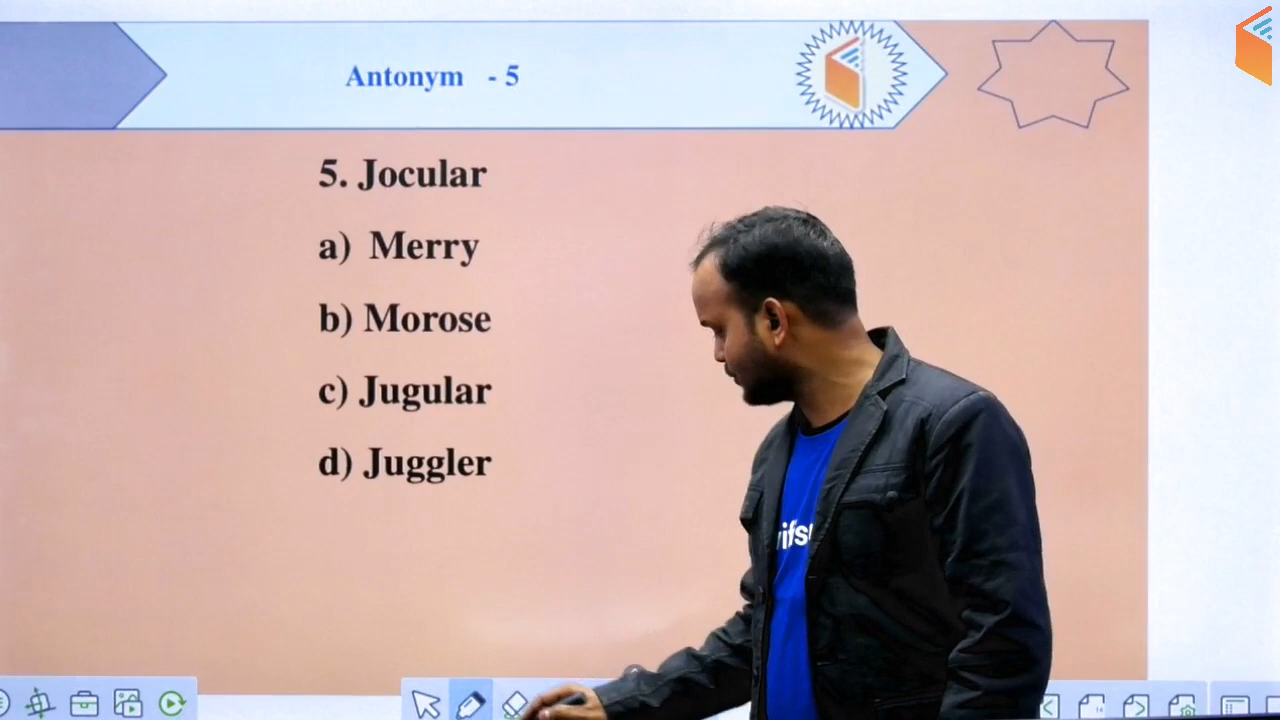 Antonym - 5
5. Jocular
a) Merry
b) Morose
c) Jugular
d) Juggler